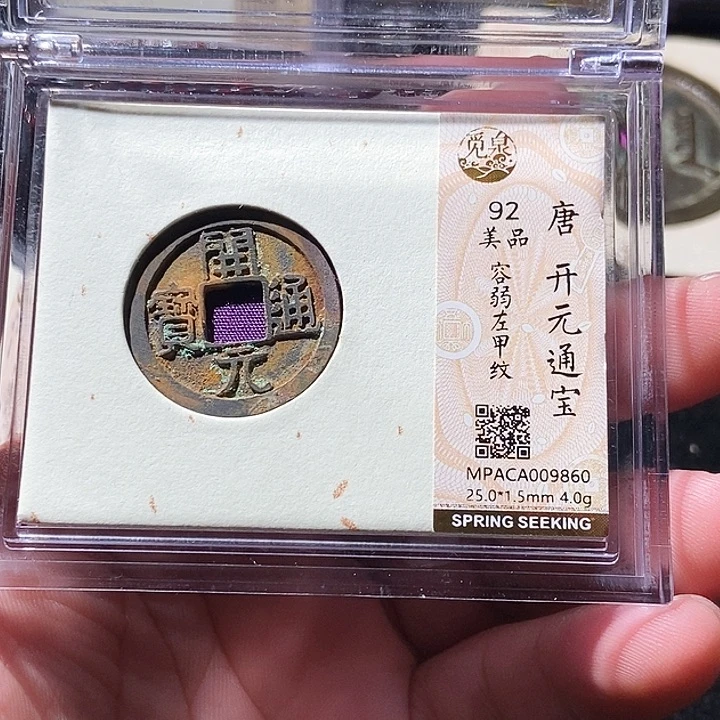 開
元
通
寳
觅泉
唐 开元通宝
92
美品
容弱左甲纹
MPACA009860
25.0*1.5mm 4.0g
SPRING SEEKING